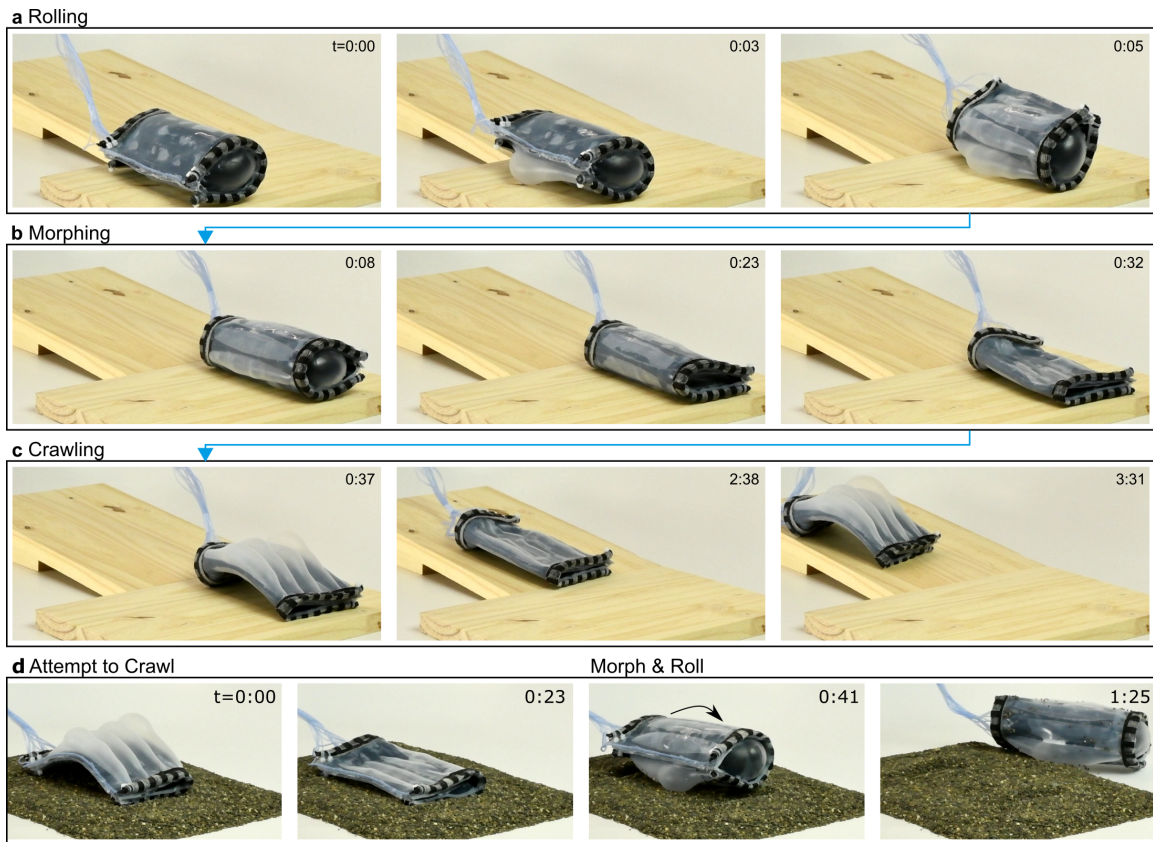 a Rolling
t=0:00
0:03
0:05
b Morphing
0:08
0:23
0:32
c Crawling
0:37
2:38
3:31
d Attempt to Crawl
Morph & Roll
t=0:00
0:23
0:41
1:25